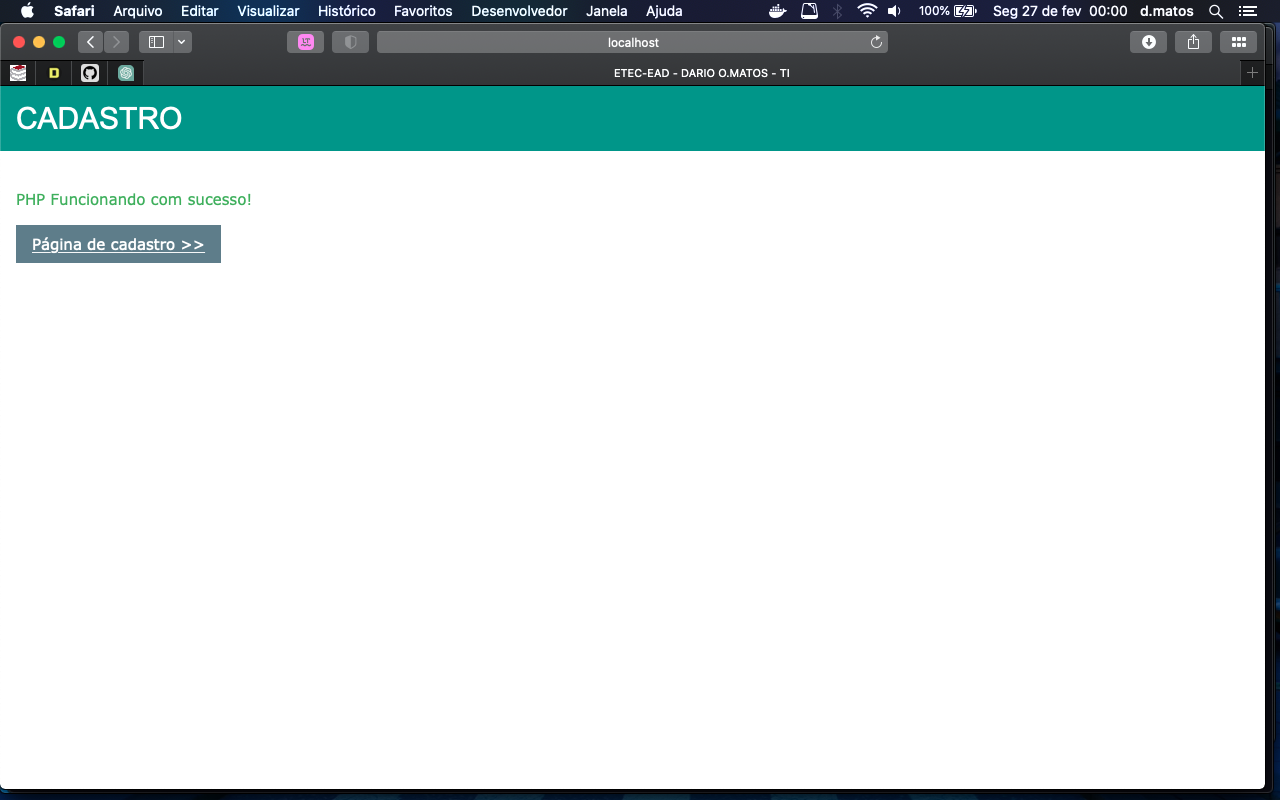 Safari Arquivo Editar Visualizar Histórico Favoritos Desenvolvedor Janela Ajuda 100% Seg 27 de fev 00:00 d.matos
LT localhost
D ETEC-EAD - DARIO O.MATOS - TI
CADASTRO
PHP Funcionando com sucesso!
Página de cadastro >>